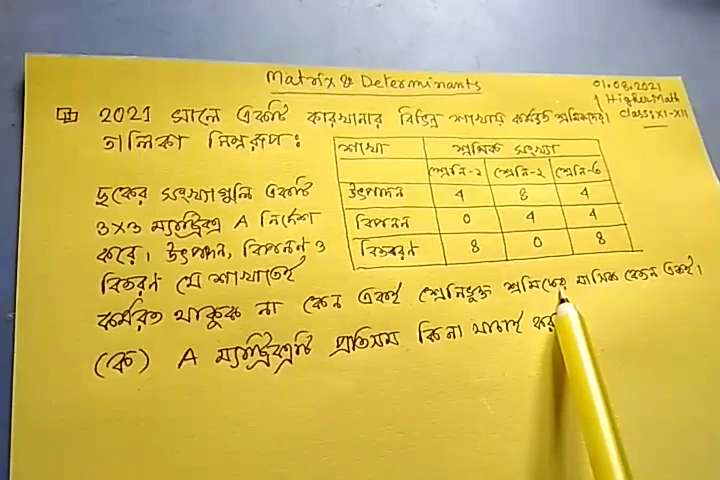 Matrix & Determinants
01.08.2021
Higher Math
Class: XI-XII
2021 সালে একটি কারখানার বিভিন্ন শাখায় কর্মরত শ্রমিকদের
তালিকা নিম্নরূপ:
শাখা শ্রমিক সংখ্যা
শ্রেনি-১ শ্রেনি-২ শ্রেনি-৩
উৎপাদন 4 8 4
বিপনন 0 4 4
বিতরণ 8 0 8
ছকের সংখ্যাগুলি একটি
3×3 ম্যাট্রিক্স A নির্দেশ
করে। উৎপাদন, বিপনন ও
বিতরণ যে শাখাতেই
কর্মরত থাকুক না কেন একই শ্রেনিভুক্ত শ্রমিকের মাসিক বেতন একই।
(ক) A ম্যাট্রিক্সটি প্রতিসম কিনা যাচাই কর